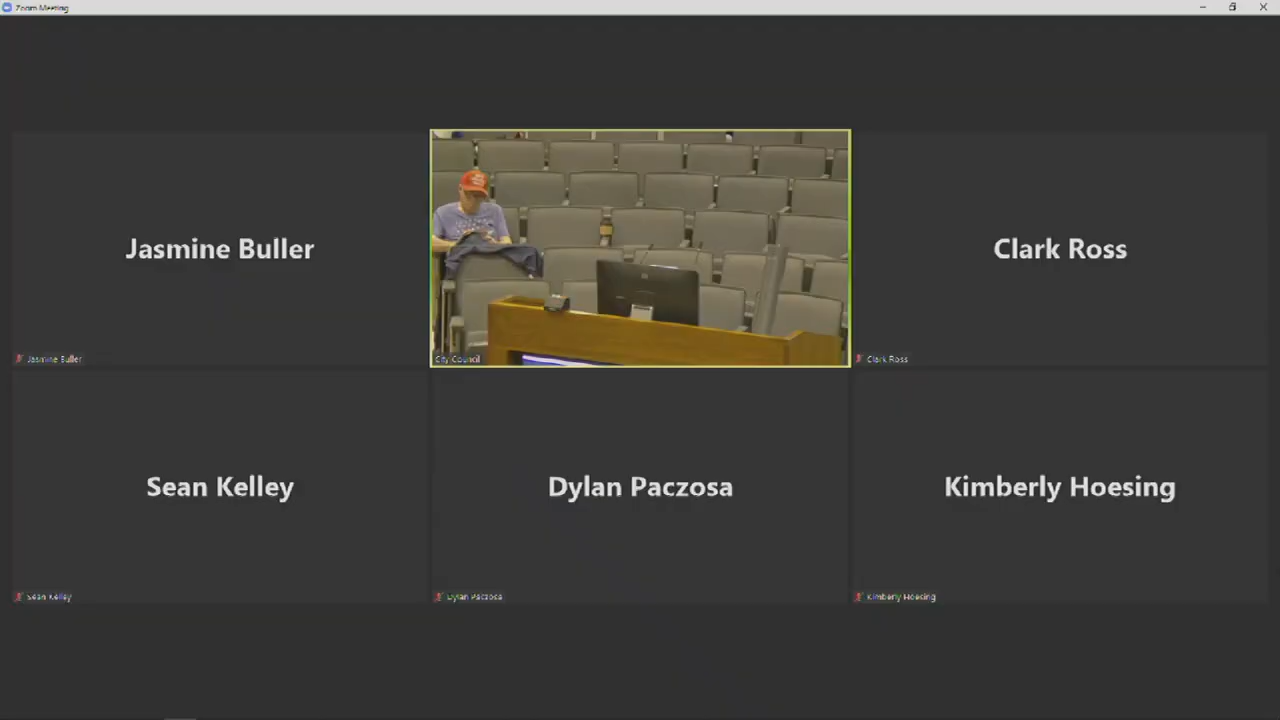 Zoom Meeting
Jasmine Buller
Clark Ross
Jasmine Buller
City Council
Clark Ross
Sean Kelley
Dylan Paczosa
Kimberly Hoesing
Sean Kelley
Dylan Paczosa
Kimberly Hoesing